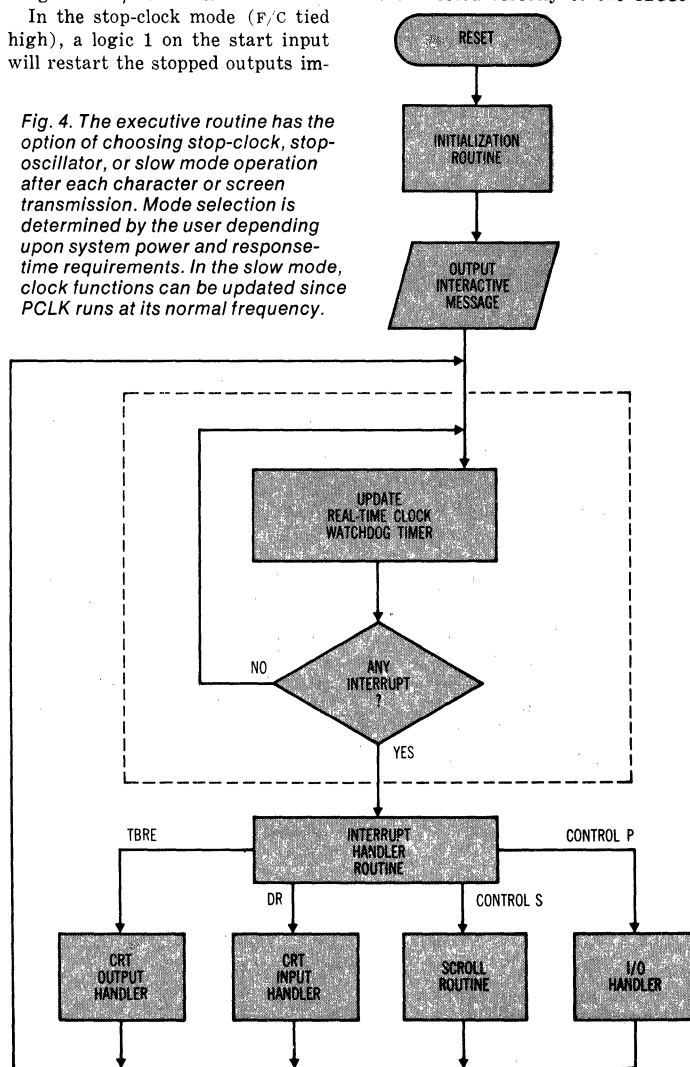 In the stop-clock mode (F/C tied
high), a logic 1 on the start input
will restart the stopped outputs im-
Fig. 4. The executive routine has the
option of choosing stop-clock, stop-
oscillator, or slow mode operation
after each character or screen
transmission. Mode selection is
determined by the user depending
upon system power and response-
time requirements. In the slow mode,
clock functions can be updated since
PCLK runs at its normal frequency.
RESET
INITIALIZATION
ROUTINE
OUTPUT
INTERACTIVE
MESSAGE
UPDATE
REAL-TIME CLOCK
WATCHDOG TIMER
NO
ANY
INTERRUPT
?
YES
TBRE
INTERRUPT
HANDLER
ROUTINE
CONTROL P
DR
CONTROL S
CRT
OUTPUT
HANDLER
CRT
INPUT
HANDLER
SCROLL
ROUTINE
I/O
HANDLER